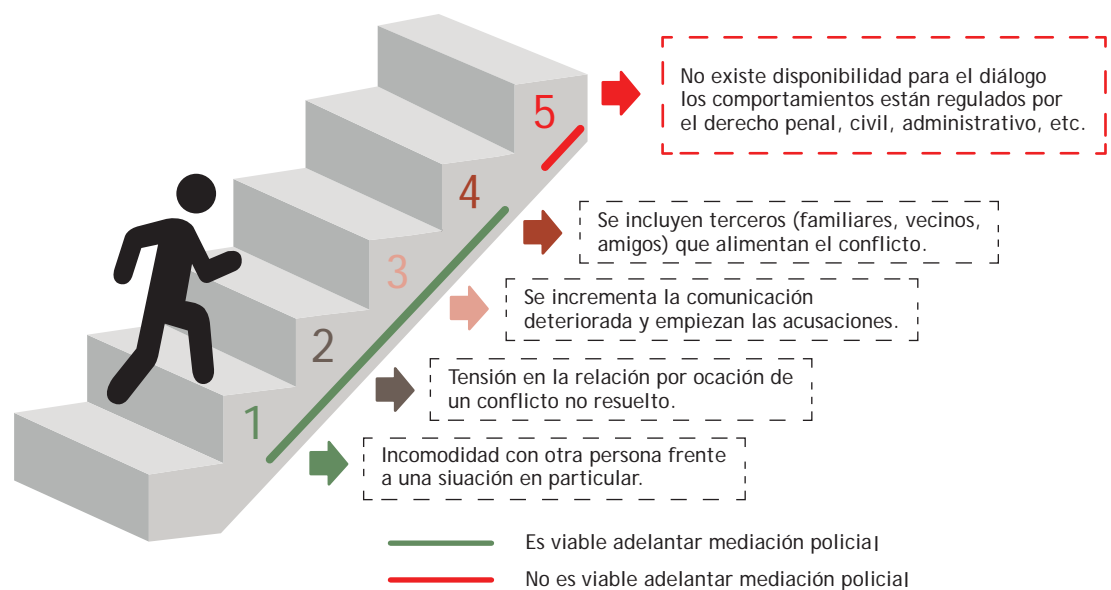 5
No existe disponibilidad para el diálogo
los comportamientos están regulados por
el derecho penal, civil, administrativo, etc.
4
Se incluyen terceros (familiares, vecinos,
amigos) que alimentan el conflicto.
3
Se incrementa la comunicación
deteriorada y empiezan las acusaciones.
2
Tensión en la relación por ocación de
un conflicto no resuelto.
1
Incomodidad con otra persona frente
a una siuación en particular.
Es viable adelantar mediación policial
No es viable adelantar mediación policial